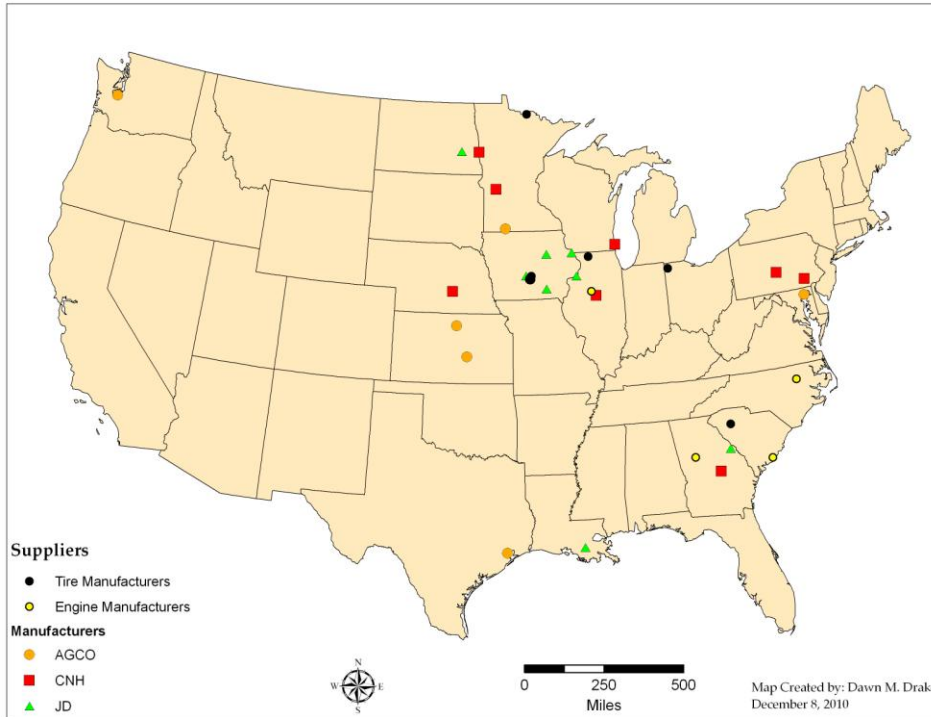 Suppliers
Tire Manufacturers
Engine Manufacturers
Manufacturers
AGCO
CNH
JD
N
W E
S
0 250 500
Miles
Map Created by: Dawn M. Drak
December 8, 2010